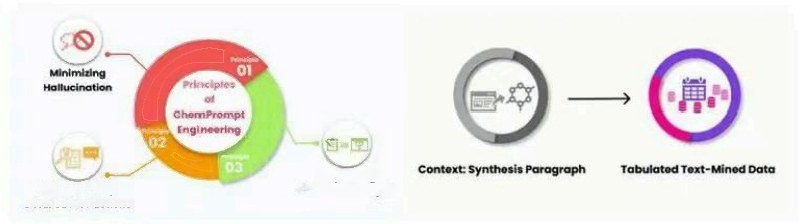 Minimizing
Hallucination
Principle
01
Principles
of
ChemPrompt
Engineering
Principle
02
Principle
03
Context: Synthesis Paragraph
Tabulated Text-Mined Data